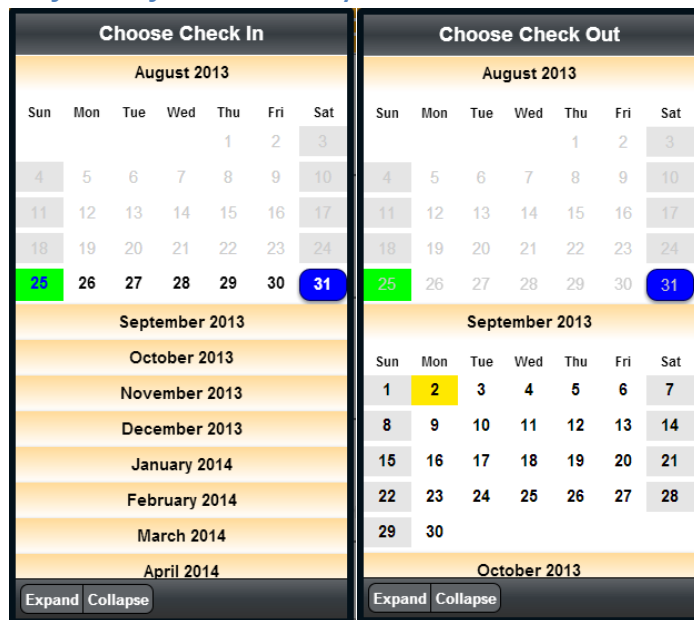 Choose Check In
August 2013
Sun Mon Tue Wed Thu Fri Sat
1 2 3
4 5 6 7 8 9 10
11 12 13 14 15 16 17
18 19 20 21 22 23 24
25 26 27 28 29 30 31
September 2013
October 2013
November 2013
December 2013
January 2014
February 2014
March 2014
April 2014
Expand Collapse
Choose Check Out
August 2013
Sun Mon Tue Wed Thu Fri Sat
1 2 3
4 5 6 7 8 9 10
11 12 13 14 15 16 17
18 19 20 21 22 23 24
25 26 27 28 29 30 31
September 2013
Sun Mon Tue Wed Thu Fri Sat
1 2 3 4 5 6 7
8 9 10 11 12 13 14
15 16 17 18 19 20 21
22 23 24 25 26 27 28
29 30
October 2013
Expand Collapse